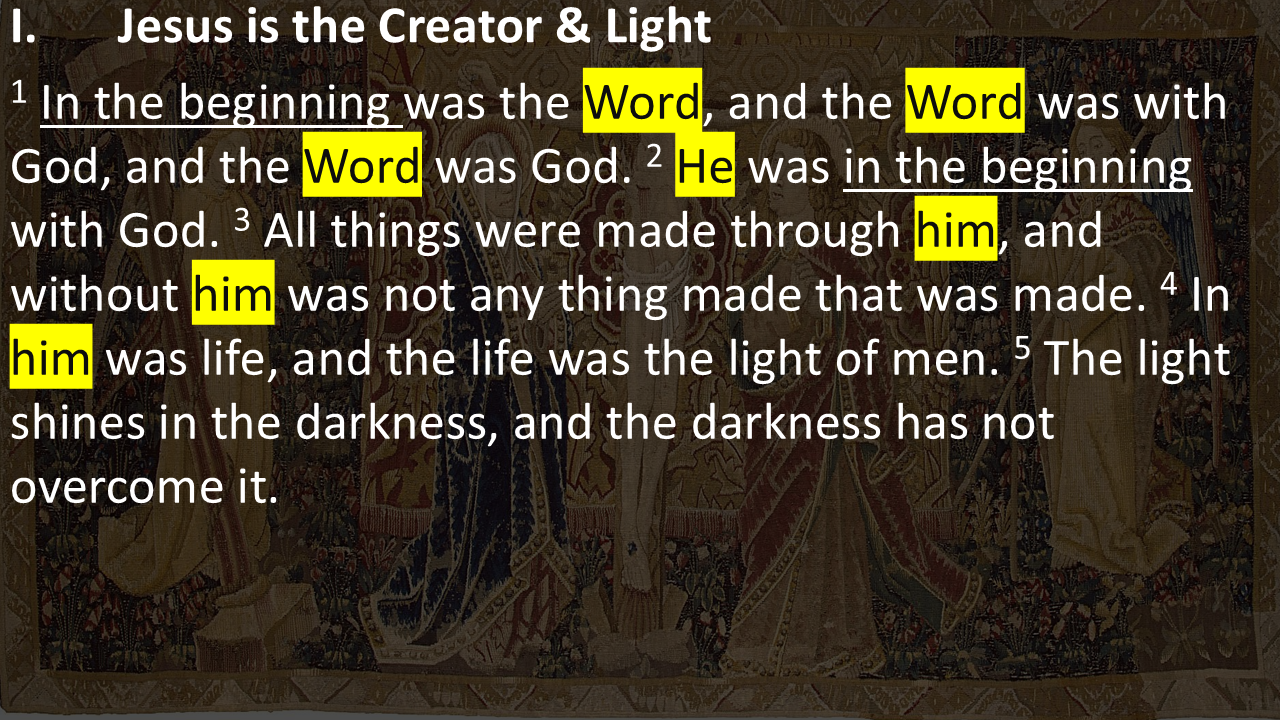 I. Jesus is the Creator & Light
1 In the beginning was the Word, and the Word was with
God, and the Word was God. 2 He was in the beginning
with God. 3 All things were made through him, and
without him was not any thing made that was made. 4 In
him was life, and the life was the light of men. 5 The light
shines in the darkness, and the darkness has not
overcome it.